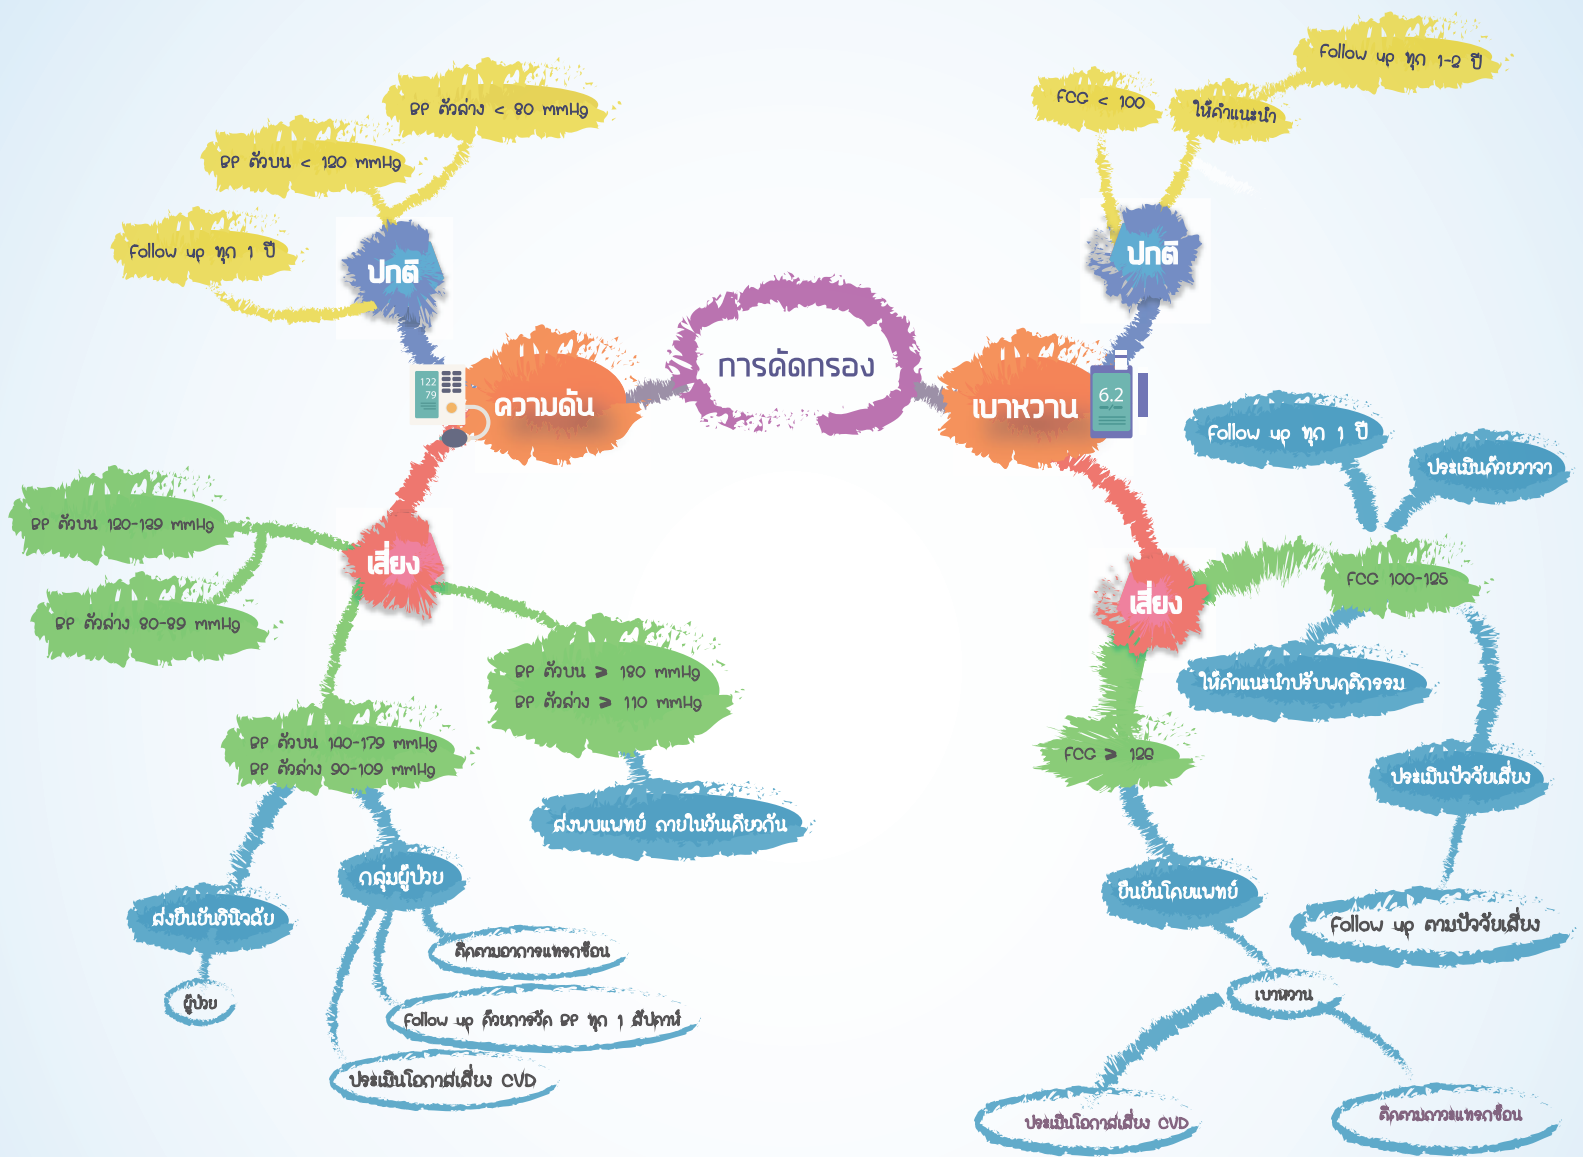 การคัดกรอง
ความดัน
122
79
ปกติ
BP ตัวล่าง < 80 mmHg
BP ตัวบน < 120 mmHg
Follow up ทุก 1 ปี
เสี่ยง
BP ตัวบน 120-139 mmHg
BP ตัวล่าง 80-89 mmHg
BP ตัวบน ≥ 180 mmHg
BP ตัวล่าง ≥ 110 mmHg
ส่งพบแพทย์ ภายในวันเดียวกัน
BP ตัวบน 140-179 mmHg
BP ตัวล่าง 90-109 mmHg
ส่งยืนยันวินิจฉัย
ผู้ป่วย
กลุ่มผู้ป่วย
ติดตามอาการแทรกซ้อน
Follow up ด้วยการวัด BP ทุก 1 สัปดาห์
ประเมินโอกาสเสี่ยง CVD
เบาหวาน
6.2
ปกติ
FCG < 100
ให้คำแนะนำ
Follow up ทุก 1-2 ปี
เสี่ยง
FCG 100-125
Follow up ทุก 1 ปี
ประเมินด้วยวาจา
ให้คำแนะนำปรับพฤติกรรม
ประเมินปัจจัยเสี่ยง
Follow up ตามปัจจัยเสี่ยง
FCG ≥ 126
ยืนยันโดยแพทย์
เบาหวาน
ประเมินโอกาสเสี่ยง CVD
ติดตามภาวะแทรกซ้อน